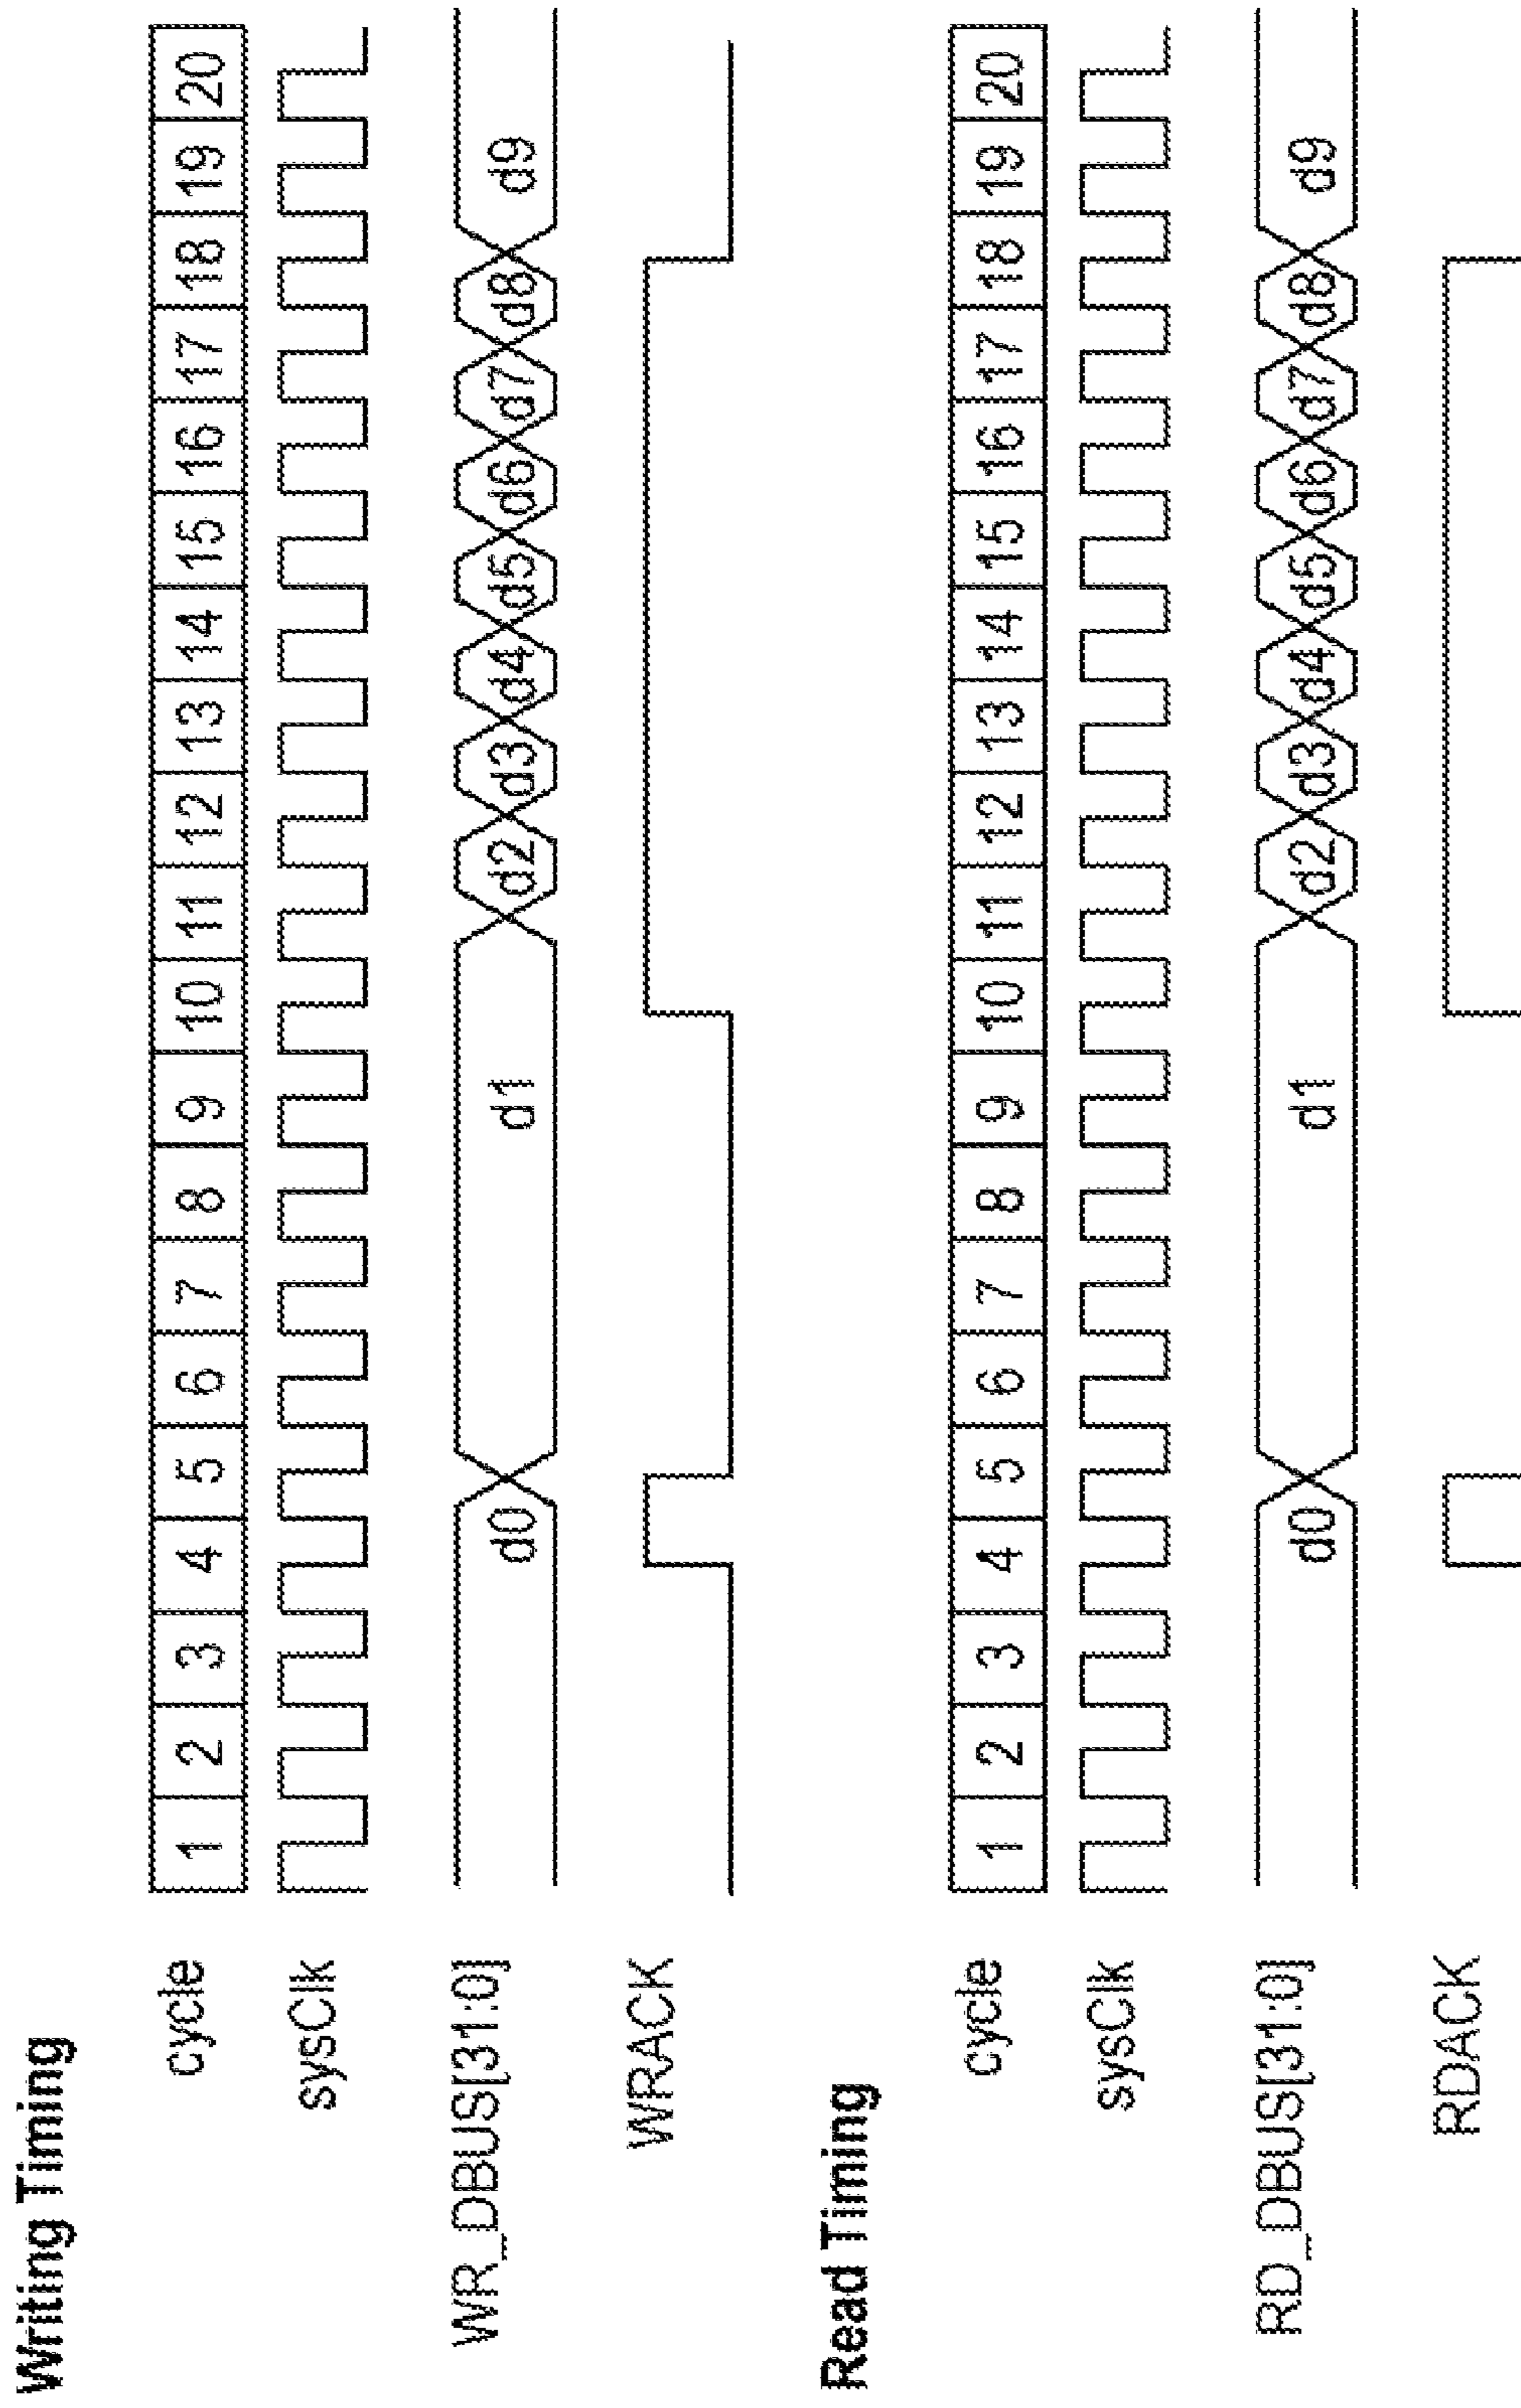 Writing Timing
cycle 1 2 3 4 5 6 7 8 9 10 11 12 13 14 15 16 17 18 19 20
sysClk
WR_DBUS[31:0] d0 d1 d2 d3 d4 d5 d6 d7 d8 d9
WRACK
Read Timing
cycle 1 2 3 4 5 6 7 8 9 10 11 12 13 14 15 16 17 18 19 20
sysClk
RD_DBUS[31:0] d0 d1 d2 d3 d4 d5 d6 d7 d8 d9
RDACK